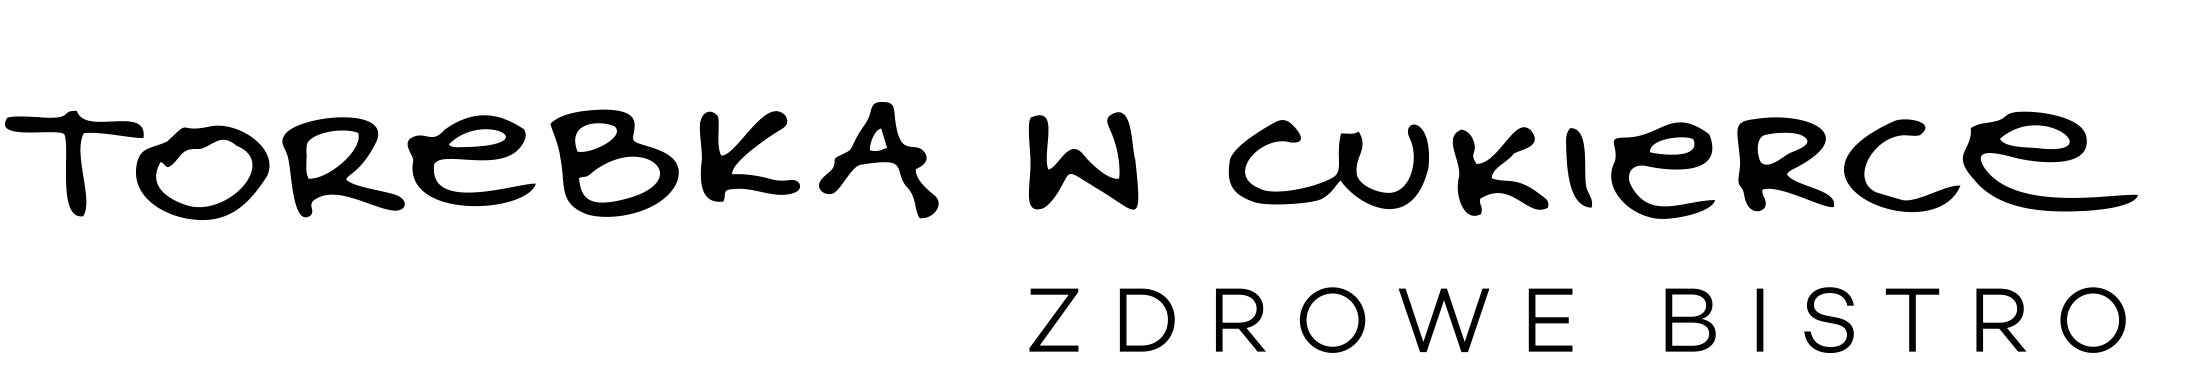 TOREBKA W CUKIERCE
ZDROWE BISTRO